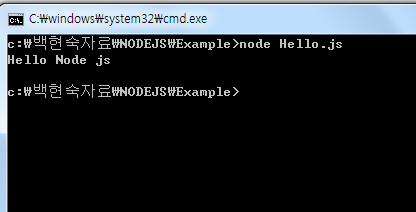 C:₩windows₩system32₩cmd.exe
c:₩백현숙자료₩NODEJS₩Example>node Hello.js
Hello Node js
c:₩백현숙자료₩NODEJS₩Example>